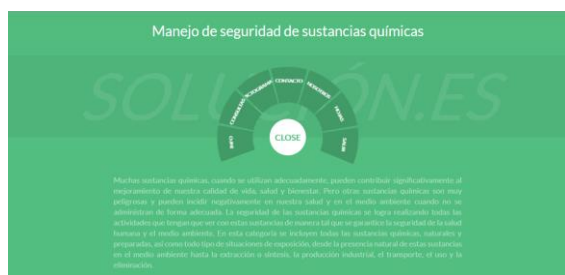 Manejo de seguridad de sustancias químicas
SOLUCIÓN.ES
CONTACTO
CLOSE
Muchas sustancias químicas, cuando se utilizan adecuadamente, pueden contribuir significativamente al
mejoramiento de nuestra calidad de vida, salud y bienestar. Pero otras sustancias químicas son muy
peligrosas y pueden incidir negativamente en nuestra salud y en el medio ambiente cuando no se
administran de forma adecuada. La seguridad de las sustancias químicas se logra realizando todas las
actividades que tengan que ver con estas sustancias de manera tal que se garantice la seguridad de la salud
humana y el medio ambiente. En esta categoría se incluyen todas las sustancias químicas, naturales y
preparadas, así como todo tipo de situaciones de exposición, desde la presencia natural de estas sustancias
en el medio ambiente hasta la extracción o síntesis, la producción industrial, el transporte, el uso y la
eliminación.